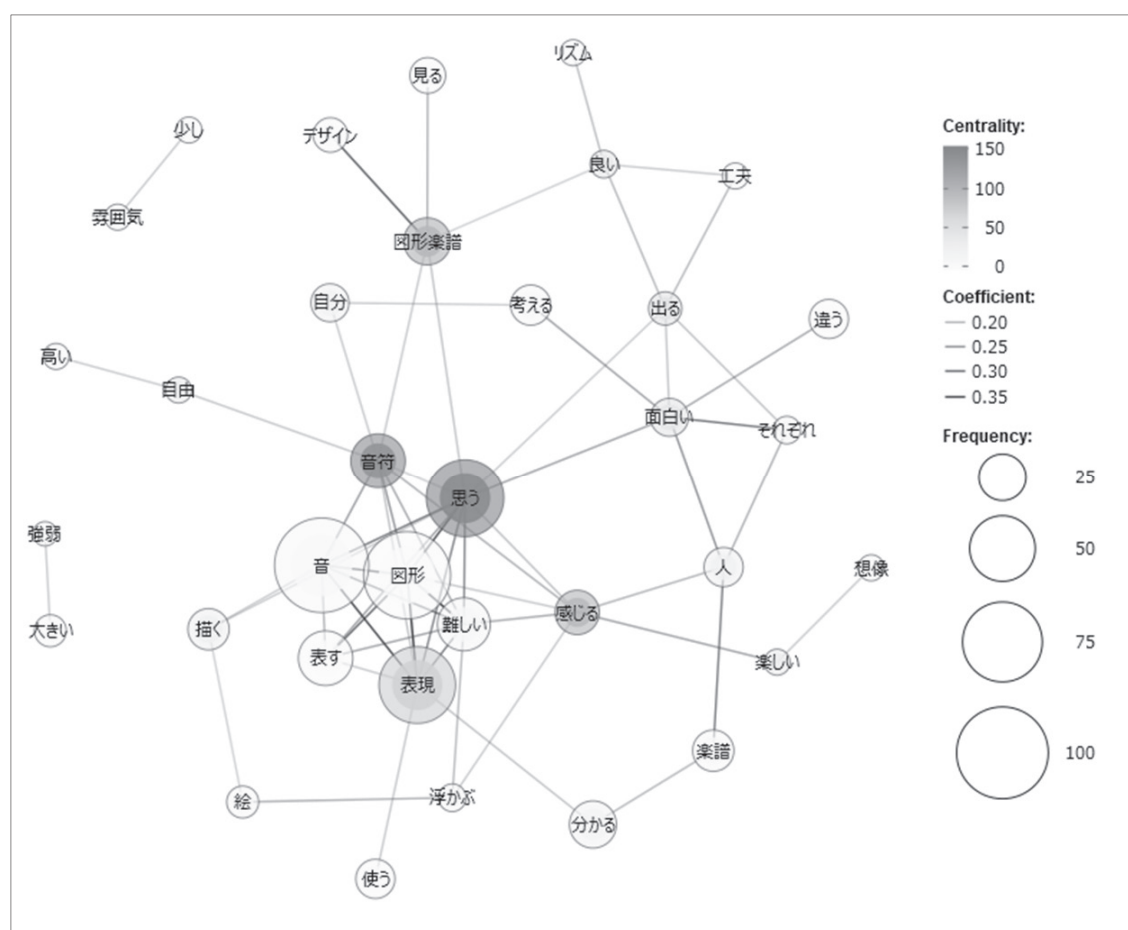 リズム
見る
少し
デザイン
良い
工夫
雰囲気
図形楽譜
自分
考える
出る
違う
高い
自由
面白い
それぞれ
音符
思う
強弱
音
図形
人
想像
大きい
描く
難しい
感じる
表す
楽しい
表現
楽譜
絵
浮かぶ
分かる
使う
Centrality:
150
100
50
0
Coefficient:
0.20
0.25
0.30
0.35
Frequency:
25
50
75
100